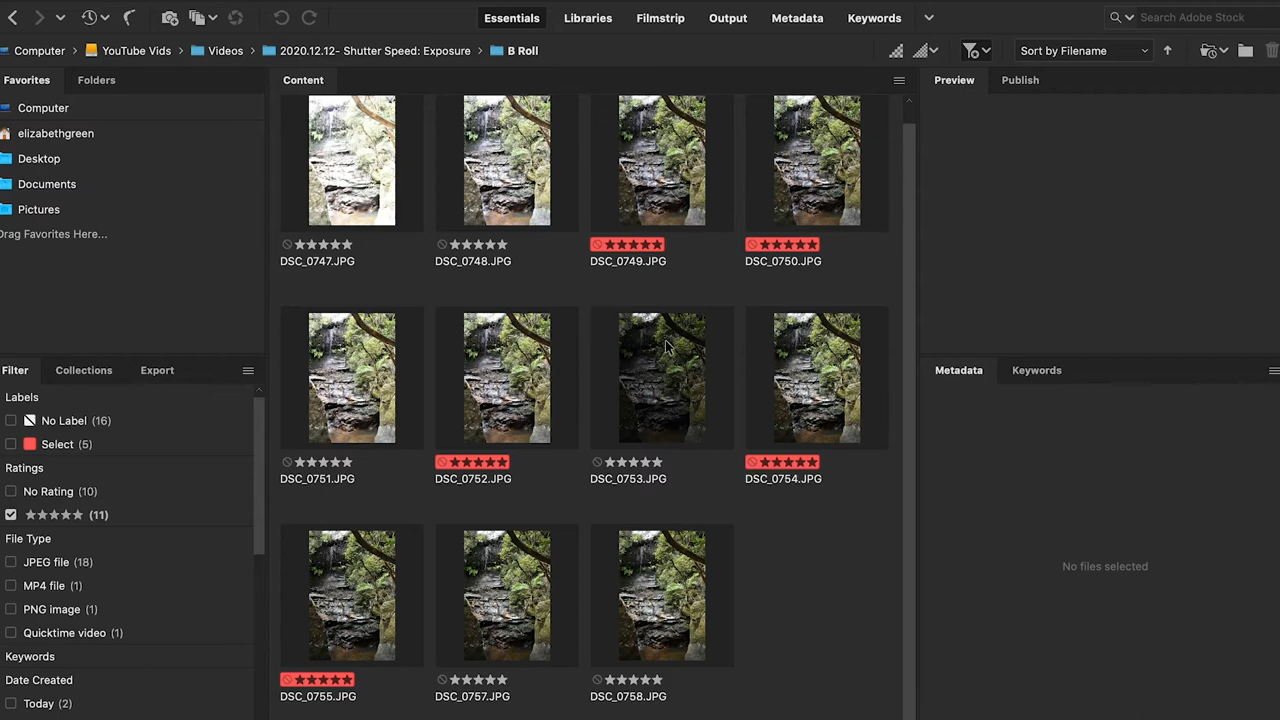 Essentials Libraries Filmstrip Output Metadata Keywords Search Adobe Stock
Computer YouTube Vids Videos 2020.12.12- Shutter Speed: Exposure B Roll Sort by Filename
Favorites Folders
Computer
elizabethgreen
Desktop
Documents
Pictures
Drag Favorites Here...
Content
DSC_0747.JPG DSC_0748.JPG DSC_0749.JPG DSC_0750.JPG
DSC_0751.JPG DSC_0752.JPG DSC_0753.JPG DSC_0754.JPG
DSC_0755.JPG DSC_0757.JPG DSC_0758.JPG
Preview Publish
Filter Collections Export
Labels
No Label (16)
Select (5)
Ratings
No Rating (10)
★★★★★ (11)
File Type
JPEG file (18)
MP4 file (1)
PNG image (1)
Quicktime video (1)
Keywords
Date Created
Today (2)
Metadata Keywords
No files selected